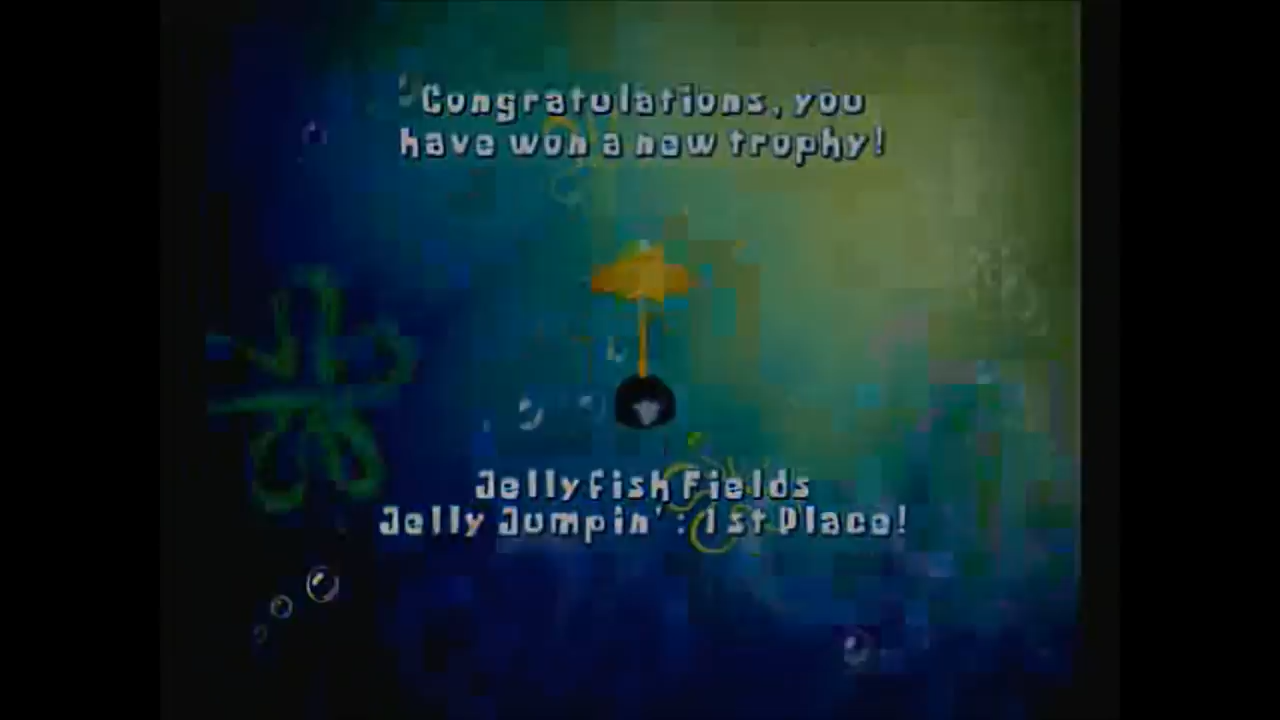 Congratulations, you
have won a new trophy!
Jellyfish Fields
Jelly Jumpin': 1st Place!